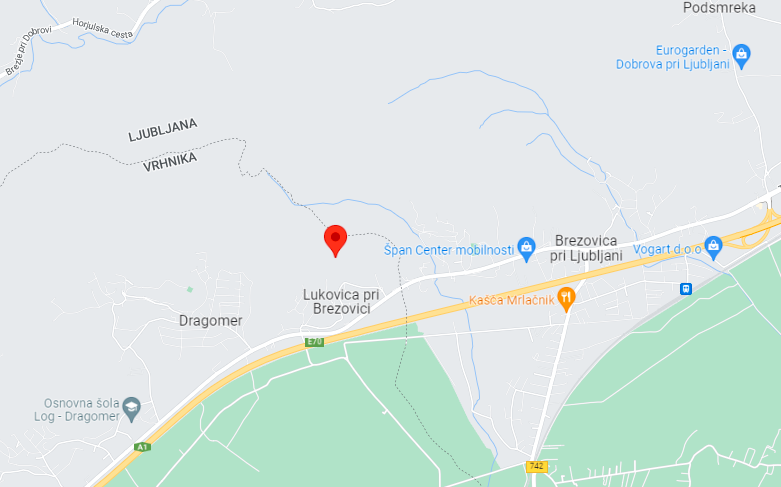 Podsmreka
Horjulska cesta
Brezje pri Dobrovi
Eurogarden -
Dobrova pri Ljubljani
LJUBLJANA
VRHNIKA
Špan Center mobilnosti
Brezovica
pri Ljubljani
Vogart d.o.o
Lukovica pri
Brezovici
Kašča Mrlačnik
Dragomer
E70
Osnovna šola
Log - Dragomer
A1
742